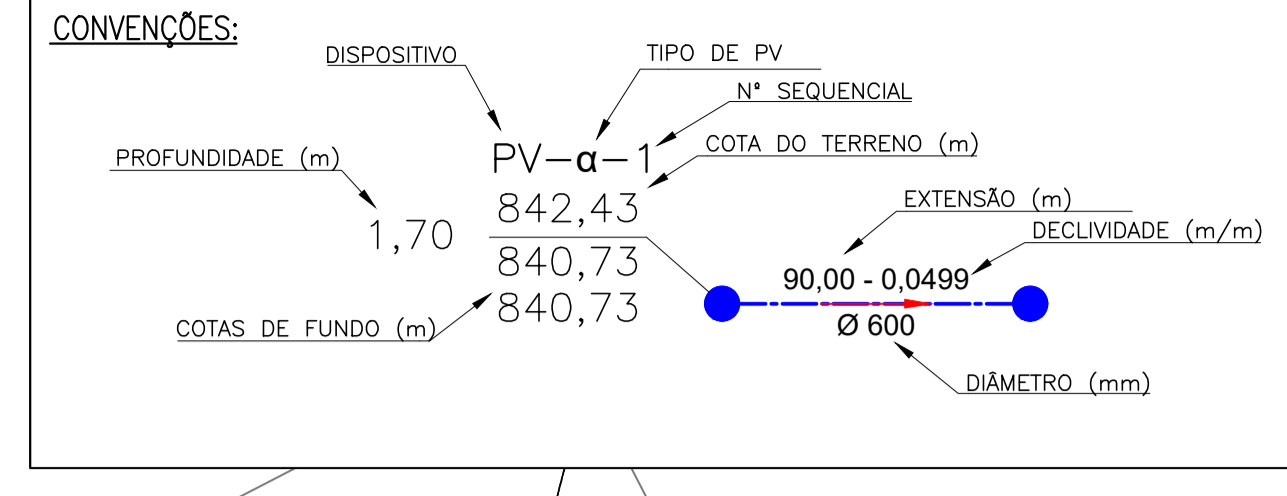 CONVENÇÕES:
DISPOSITIVO
TIPO DE PV
Nº SEQUENCIAL
PV-α-1
COTA DO TERRENO (m)
PROFUNDIDADE (m)
842,43
EXTENSÃO (m)
1,70
DECLIVIDADE (m/m)
840,73
90,00 - 0,0499
840,73
Ø 600
COTAS DE FUNDO (m)
DIÂMETRO (mm)